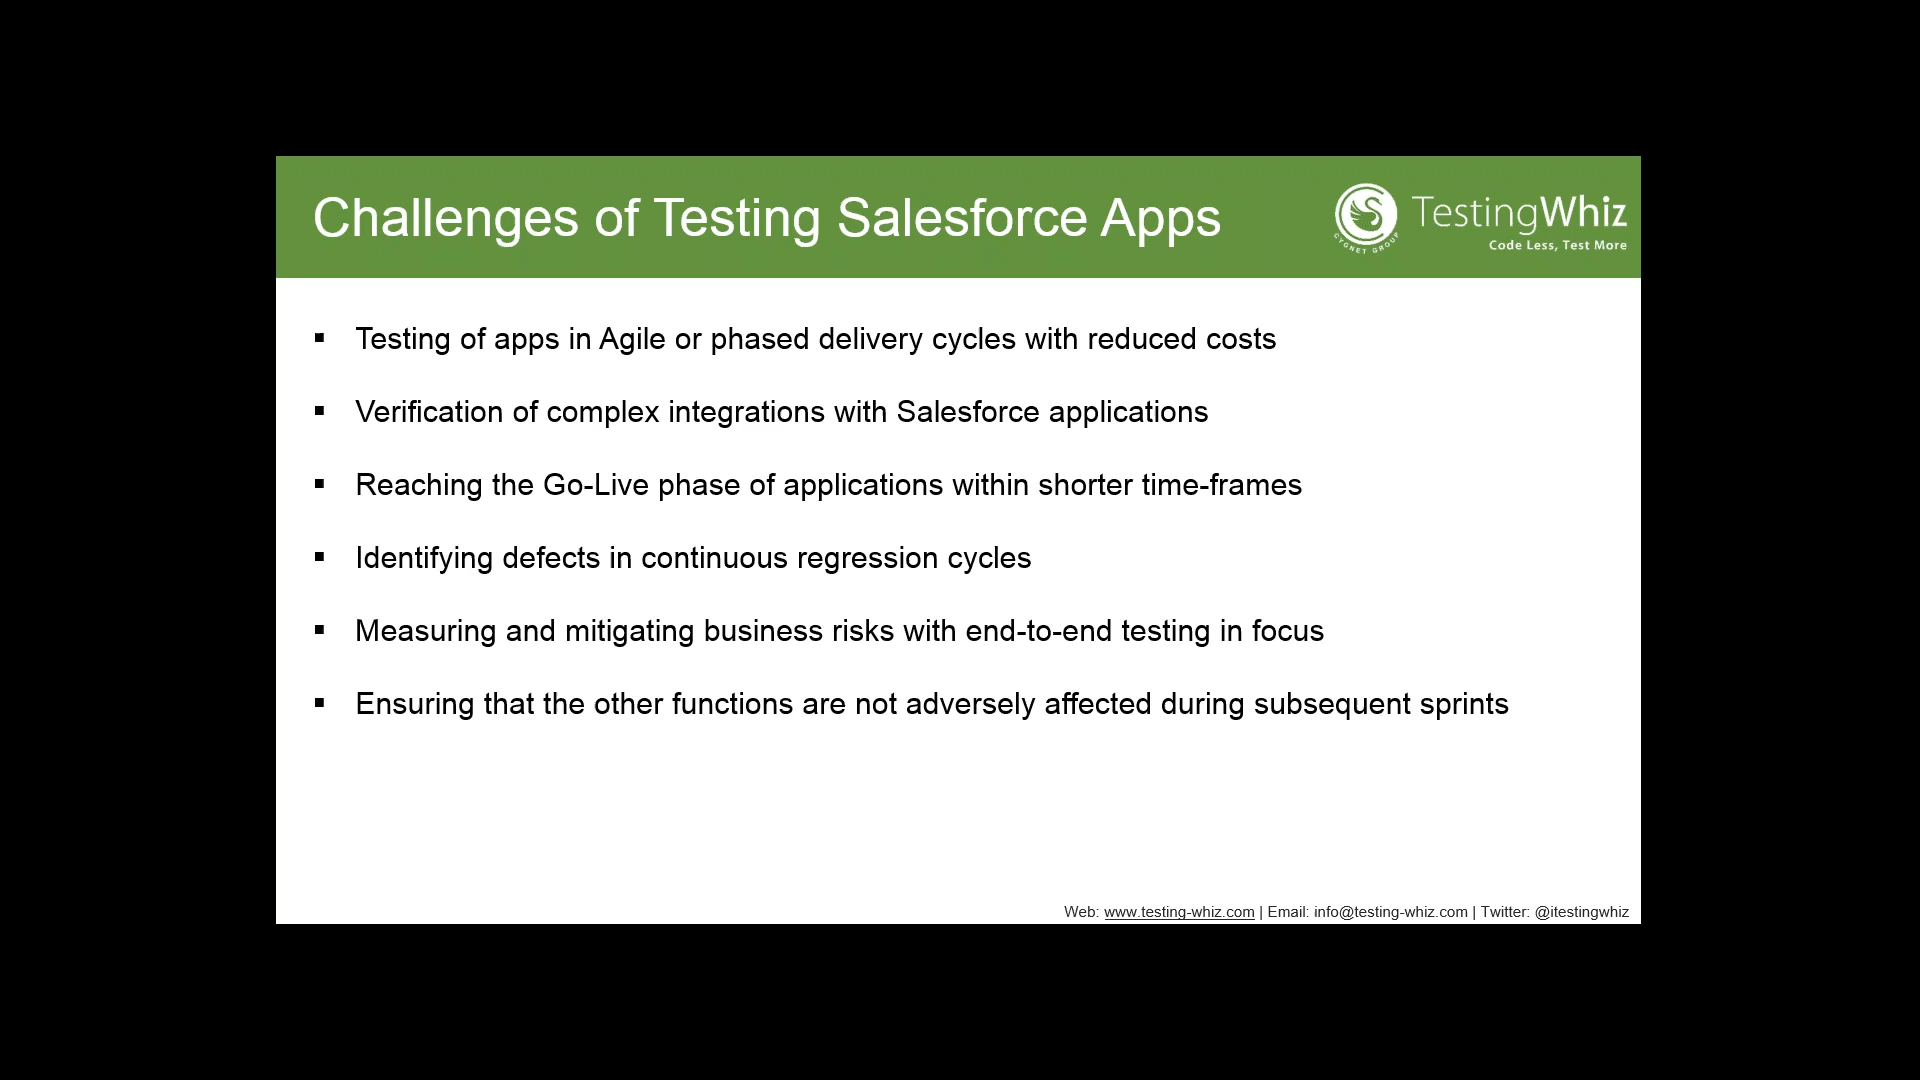 Challenges of Testing Salesforce Apps
CYGNET GROUP
TestingWhiz
Code Less, Test More
▪ Testing of apps in Agile or phased delivery cycles with reduced costs
▪ Verification of complex integrations with Salesforce applications
▪ Reaching the Go-Live phase of applications within shorter time-frames
▪ Identifying defects in continuous regression cycles
▪ Measuring and mitigating business risks with end-to-end testing in focus
▪ Ensuring that the other functions are not adversely affected during subsequent sprints
Web: www.testing-whiz.com | Email: info@testing-whiz.com | Twitter: @itestingwhiz